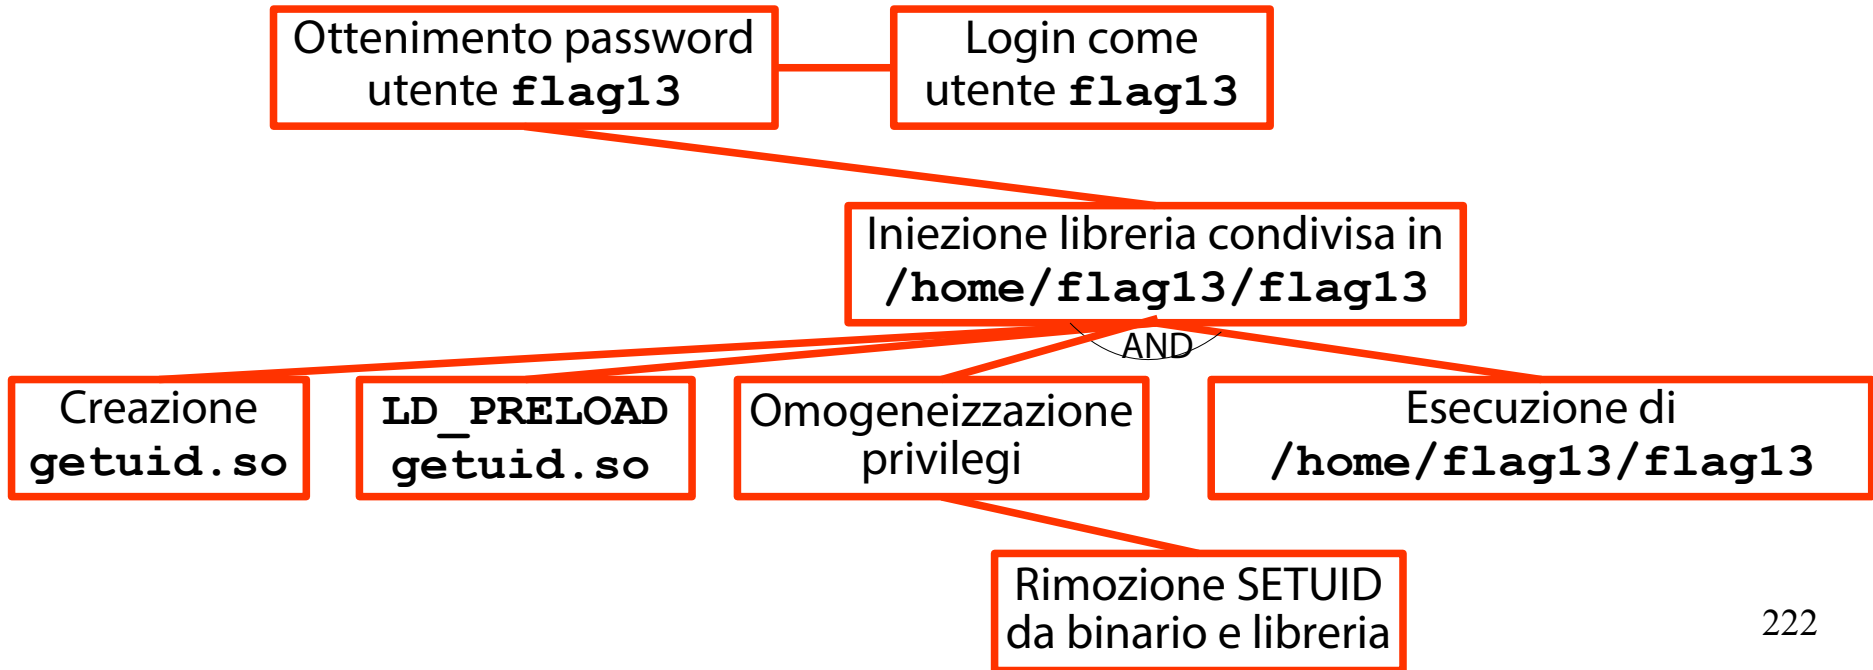 Ottenimento password
utente flag13
Login come
utente flag13
Iniezione libreria condivisa in
/home/flag13/flag13
AND
Creazione
getuid.so
LD_PRELOAD
getuid.so
Omogeneizzazione
privilegi
Esecuzione di
/home/flag13/flag13
Rimozione SETUID
da binario e libreria
222